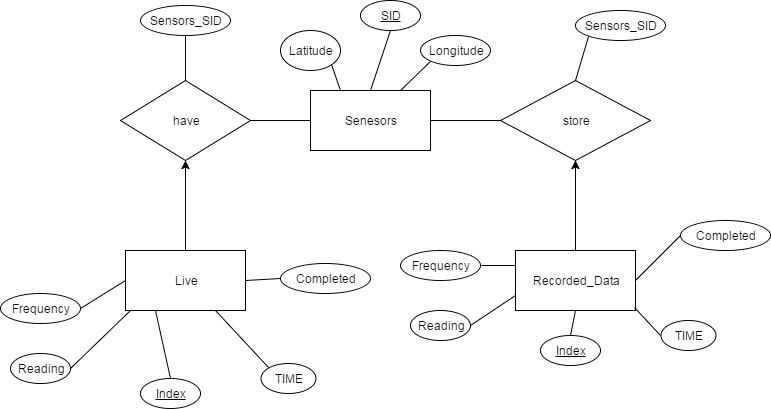 Sensors_SID
SID
Sensors_SID
Latitude
Longitude
have
Senesors
store
Completed
Live
Completed
Frequency
Recorded_Data
Frequency
Reading
TIME
Reading
Index
TIME
Index